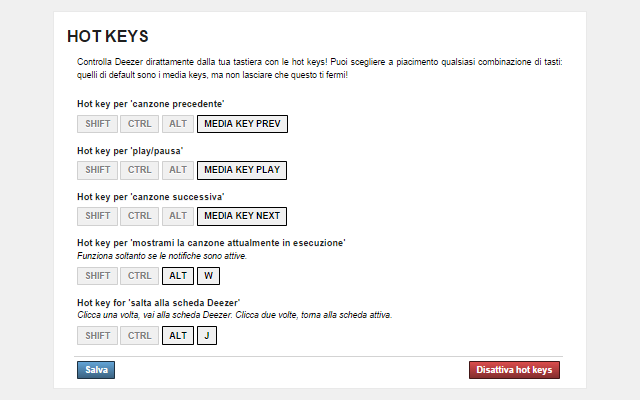 HOT KEYS
Controlla Deezer dirattamente dalla tua tastiera con le hot keys! Puoi scegliere a piacimento qualsiasi combinazione di tasti:
quelli di default sono i media keys, ma non lasciare che questo ti fermi!
Hot key per 'canzone precedente'
SHIFT CTRL ALT MEDIA KEY PREV
Hot key per 'play/pausa'
SHIFT CTRL ALT MEDIA KEY PLAY
Hot key per 'canzone successiva'
SHIFT CTRL ALT MEDIA KEY NEXT
Hot key per 'mostrami la canzone attualmente in esecuzione'
Funziona soltanto se le notifiche sono attive.
SHIFT CTRL ALT W
Hot key for 'salta alla scheda Deezer'
Clicca una volta, vai alla scheda Deezer. Clicca due volte, torna alla scheda attiva.
SHIFT CTRL ALT J
Salva Disattiva hot keys